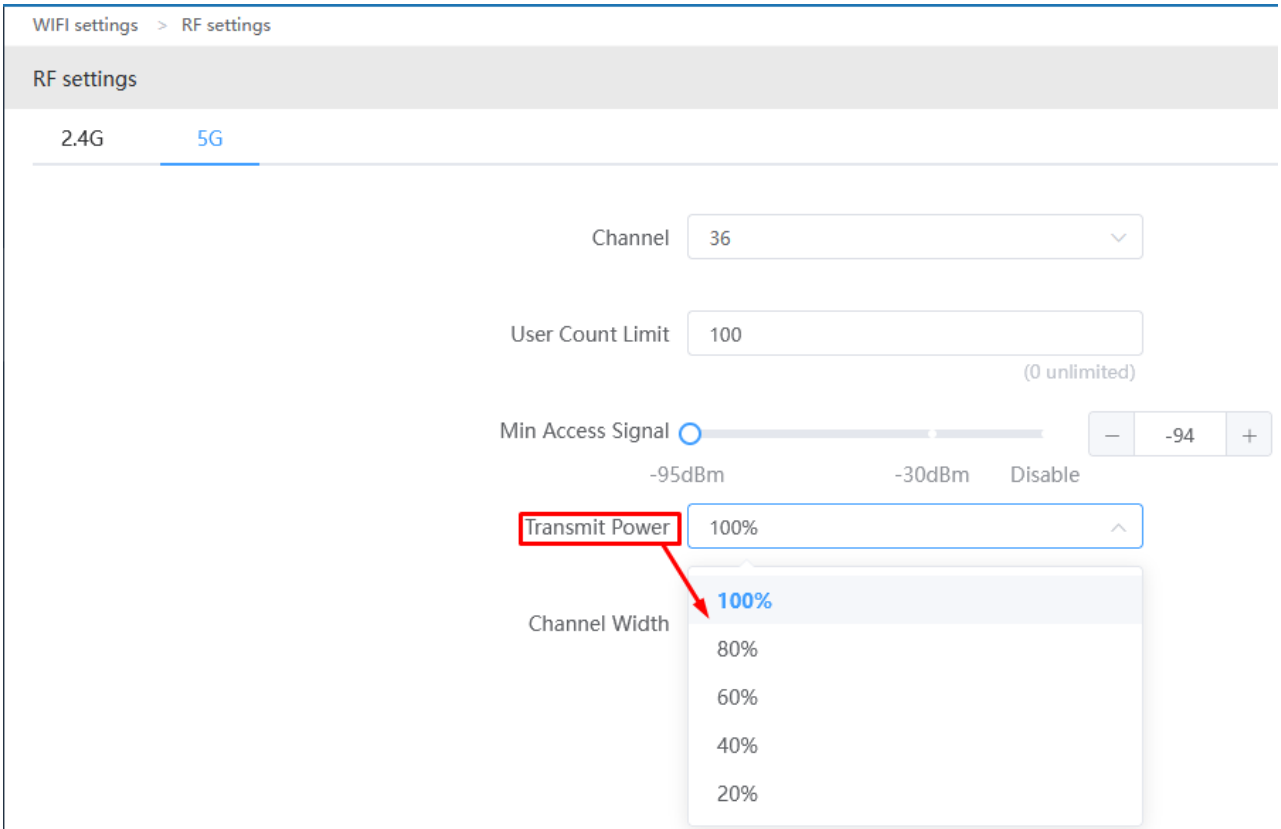 WIFI settings > RF settings
RF settings
2.4G 5G
Channel 36
User Count Limit 100
(0 unlimited)
Min Access Signal -94
-95dBm -30dBm Disable
Transmit Power 100%
100%
Channel Width
80%
60%
40%
20%